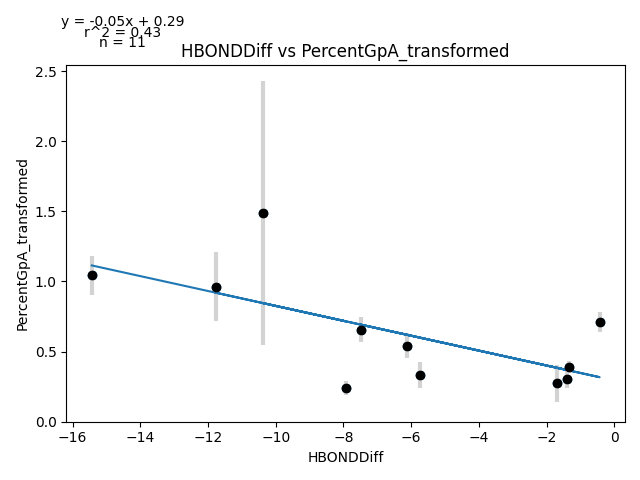 y = -0.05x + 0.29
r^2 = 0.43
n = 11
HBONDDiff vs PercentGpA_transformed
2.5
2.0
1.5
1.0
0.5
0.0
PercentGpA_transformed
−16
−14
−12
−10
−8
−6
−4
−2
0
HBONDDiff